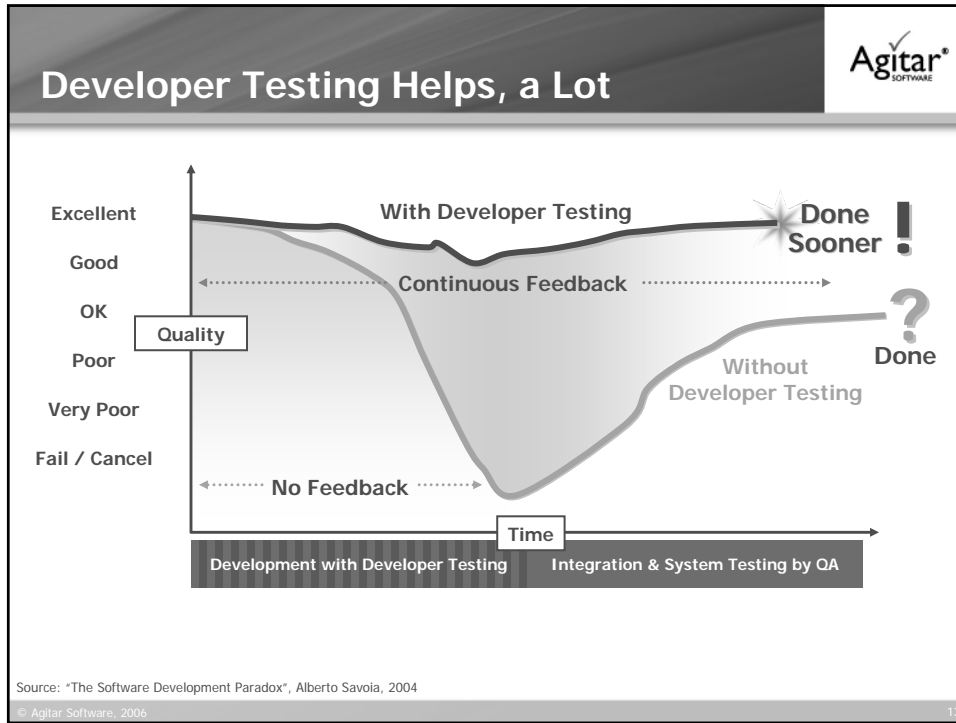 Developer Testing Helps, a Lot
Agitar®
SOFTWARE
Excellent
Good
OK
Poor
Very Poor
Fail / Cancel
Quality
With Developer Testing
Done
Sooner !
Continuous Feedback
?
Done
Without
Developer Testing
No Feedback
Time
Development with Developer Testing
Integration & System Testing by QA
Source: "The Software Development Paradox", Alberto Savoia, 2004
© Agitar Software, 2006